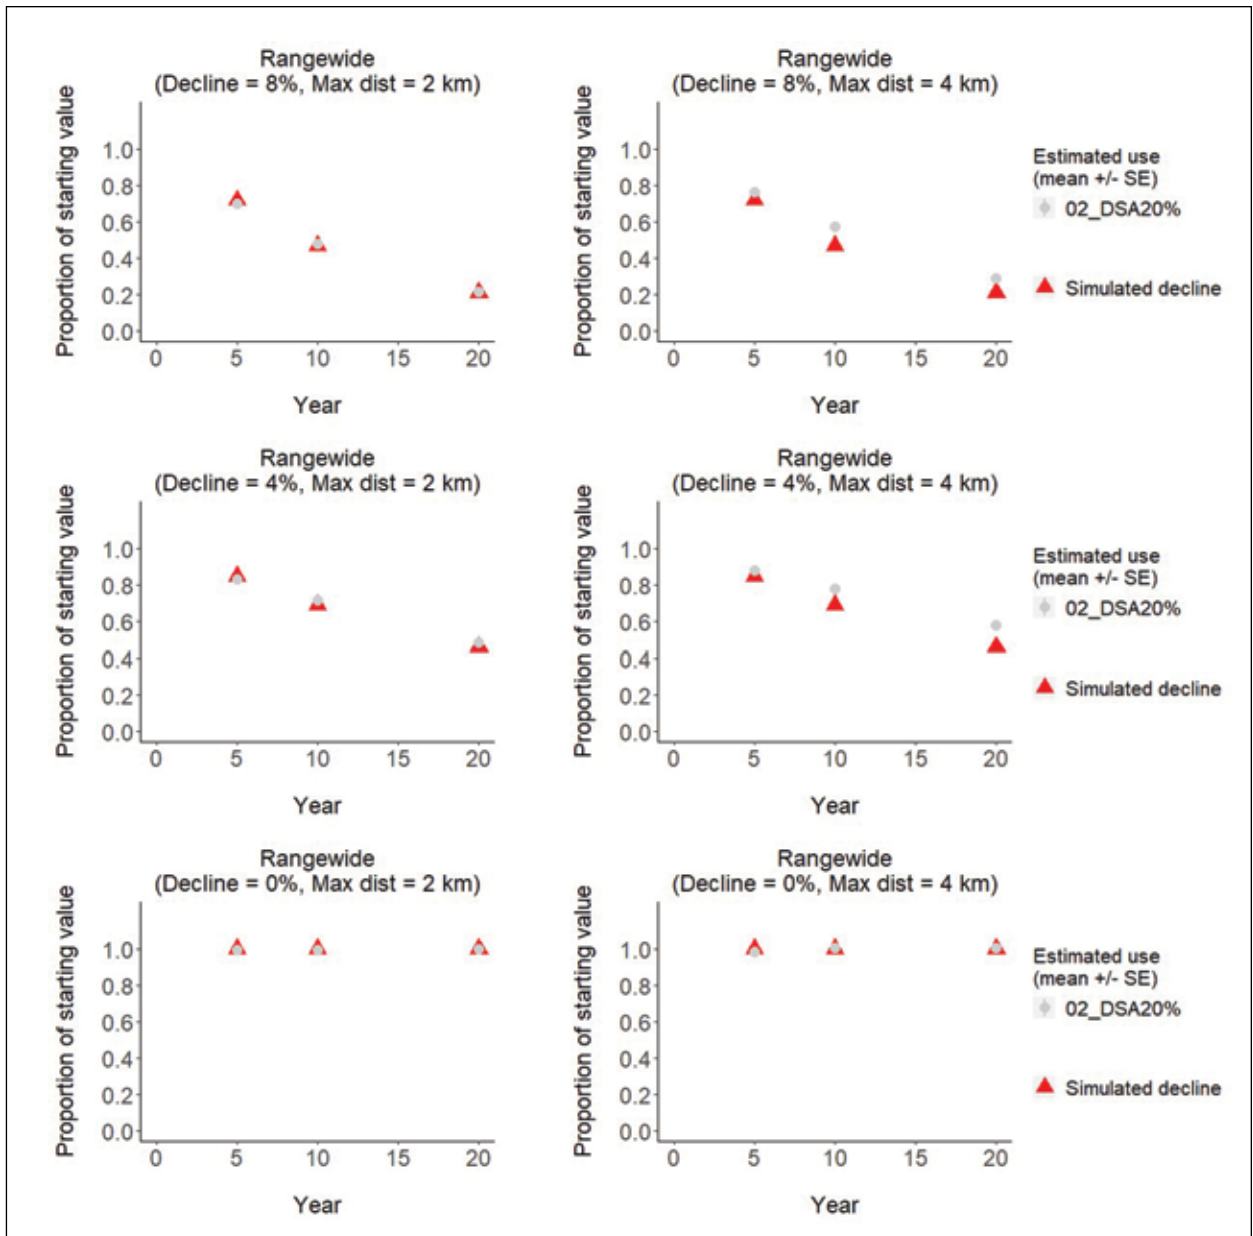 Rangewide
(Decline = 8%, Max dist = 2 km)
Proportion of starting value
1.0
0.8
0.6
0.4
0.2
0.0
0 5 10 15 20
Year
Rangewide
(Decline = 8%, Max dist = 4 km)
Proportion of starting value
1.0
0.8
0.6
0.4
0.2
0.0
0 5 10 15 20
Year
Estimated use
(mean +/- SE)
02_DSA20%
Simulated decline
Rangewide
(Decline = 4%, Max dist = 2 km)
Proportion of starting value
1.0
0.8
0.6
0.4
0.2
0.0
0 5 10 15 20
Year
Rangewide
(Decline = 4%, Max dist = 4 km)
Proportion of starting value
1.0
0.8
0.6
0.4
0.2
0.0
0 5 10 15 20
Year
Estimated use
(mean +/- SE)
02_DSA20%
Simulated decline
Rangewide
(Decline = 0%, Max dist = 2 km)
Proportion of starting value
1.0
0.8
0.6
0.4
0.2
0.0
0 5 10 15 20
Year
Rangewide
(Decline = 0%, Max dist = 4 km)
Proportion of starting value
1.0
0.8
0.6
0.4
0.2
0.0
0 5 10 15 20
Year
Estimated use
(mean +/- SE)
02_DSA20%
Simulated decline